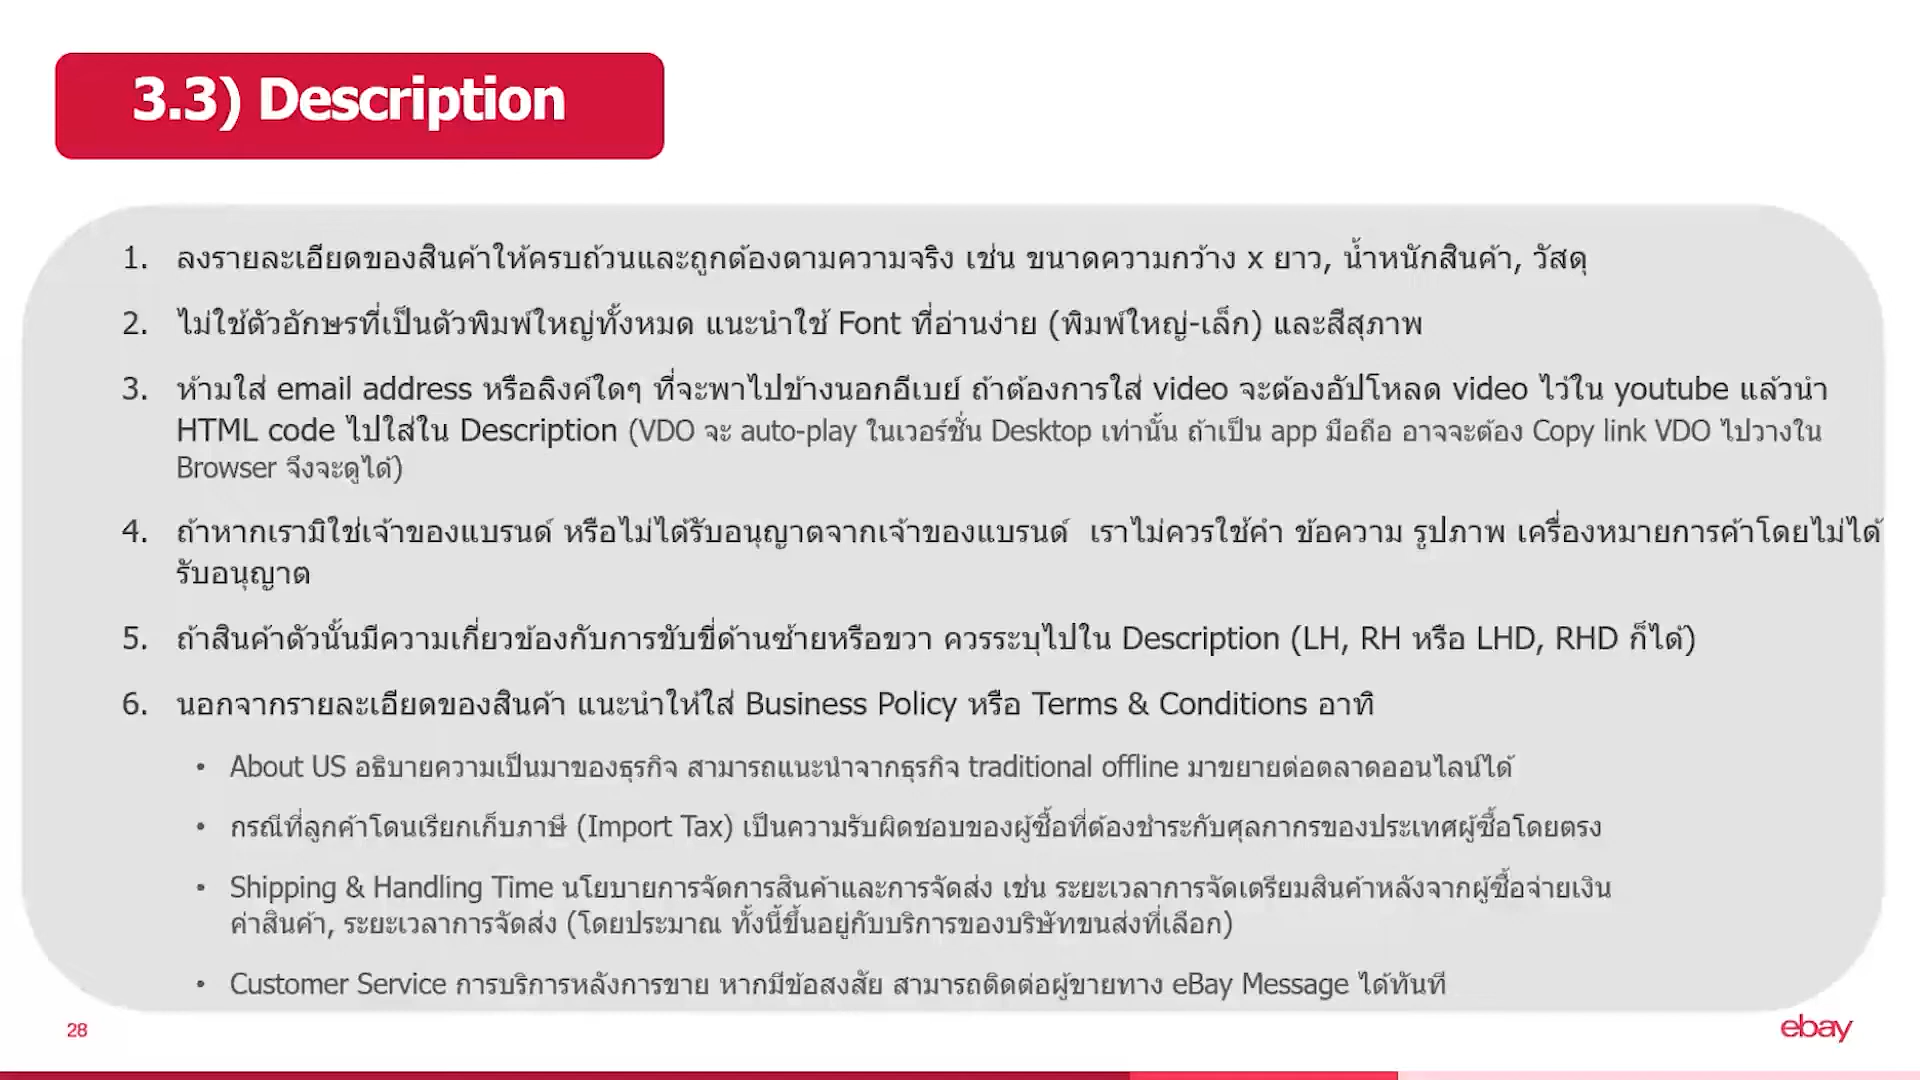 3.3) Description
1. ลงรายละเอียดของสินค้าให้ครบถ้วนและถูกต้องตามความจริง เช่น ขนาดความกว้าง x ยาว, น้ำหนักสินค้า, วัสดุ
2. ไม่ใช้ตัวอักษรที่เป็นตัวพิมพ์ใหญ่ทั้งหมด แนะนำใช้ Font ที่อ่านง่าย (พิมพ์ใหญ่-เล็ก) และสีสุภาพ
3. ห้ามใส่ email address หรือลิงค์ใดๆ ที่จะพาไปข้างนอกอีเบย์ ถ้าต้องการใส่ video จะต้องอัปโหลด video ไว้ใน youtube แล้วนำ
HTML code ไปใส่ใน Description (VDO จะ auto-play ในเวอร์ชั่น Desktop เท่านั้น ถ้าเป็น app มือถือ อาจจะต้อง Copy link VDO ไปวางใน
Browser จึงจะดูได้)
4. ถ้าหากเรามิใช่เจ้าของแบรนด์ หรือไม่ได้รับอนุญาตจากเจ้าของแบรนด์ เราไม่ควรใช้คำ ข้อความ รูปภาพ เครื่องหมายการค้าโดยไม่ได้
รับอนุญาต
5. ถ้าสินค้าตัวนั้นมีความเกี่ยวข้องกับการขับขี่ด้านซ้ายหรือขวา ควรระบุไปใน Description (LH, RH หรือ LHD, RHD ก็ได้)
6. นอกจากรายละเอียดของสินค้า แนะนำให้ใส่ Business Policy หรือ Terms & Conditions อาทิ
• About US อธิบายความเป็นมาของธุรกิจ สามารถแนะนำจากธุรกิจ traditional offline มาขยายต่อตลาดออนไลน์ได้
• กรณีที่ลูกค้าโดนเรียกเก็บภาษี (Import Tax) เป็นความรับผิดชอบของผู้ซื้อที่ต้องชำระกับศุลกากรของประเทศผู้ซื้อโดยตรง
• Shipping & Handling Time นโยบายการจัดการสินค้าและการจัดส่ง เช่น ระยะเวลาการจัดเตรียมสินค้าหลังจากผู้ซื้อจ่ายเงิน
ค่าสินค้า, ระยะเวลาการจัดส่ง (โดยประมาณ ทั้งนี้ขึ้นอยู่กับบริการของบริษัทขนส่งที่เลือก)
• Customer Service การบริการหลังการขาย หากมีข้อสงสัย สามารถติดต่อผู้ขายทาง eBay Message ได้ทันที
28
ebay